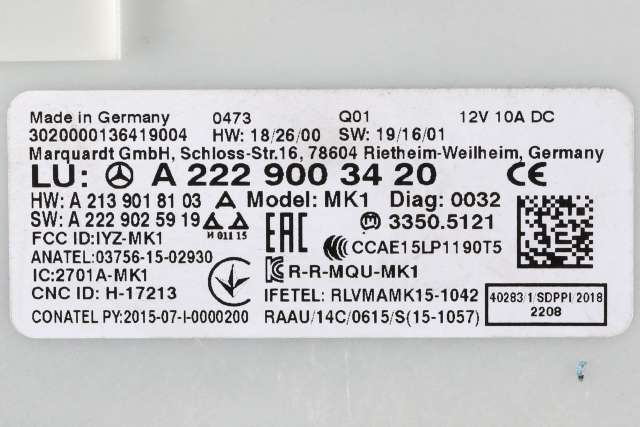 Made in Germany 0473 Q01 12V 10A DC
3020000136419004 HW: 18/26/00 SW: 19/16/01
Marquardt GmbH, Schloss-Str.16, 78604 Rietheim-Weilheim, Germany
LU: A 222 900 34 20 CE
HW: A 213 901 81 03 Model: MK1 Diag: 0032
SW: A 222 902 59 19 И 011 15 EAC 3350.5121
FCC ID:IYZ-MK1 CCAE15LP1190T5
ANATEL:03756-15-02930
IC:2701A-MK1 R-R-MQU-MK1
CNC ID: H-17213 IFETEL: RLVMAMK15-1042 40283/1/SDPPI/2018
2208
CONATEL PY:2015-07-I-0000200 RAAU/14C/0615/S(15-1057)